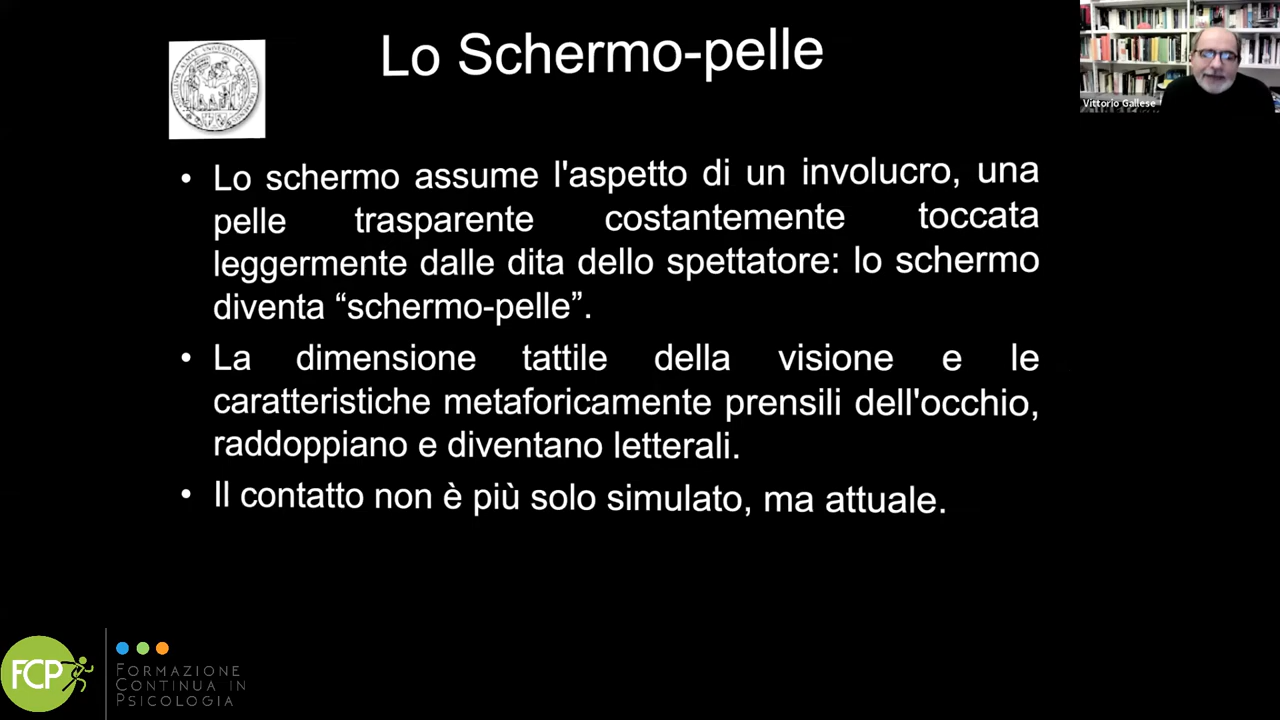 Lo Schermo-pelle
Vittorio Gallese
• Lo schermo assume l'aspetto di un involucro, una
pelle trasparente costantemente toccata
leggermente dalle dita dello spettatore: lo schermo
diventa “schermo-pelle”.
• La dimensione tattile della visione e le
caratteristiche metaforicamente prensili dell'occhio,
raddoppiano e diventano letterali.
• Il contatto non è più solo simulato, ma attuale.
FCP
FORMAZIONE
CONTINUA IN
PSICOLOGIA